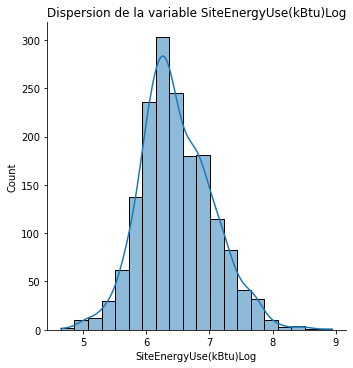 Dispersion de la variable SiteEnergyUse(kBtu)Log
300
250
200
150
100
50
0
Count
5 6 7 8 9
SiteEnergyUse(kBtu)Log